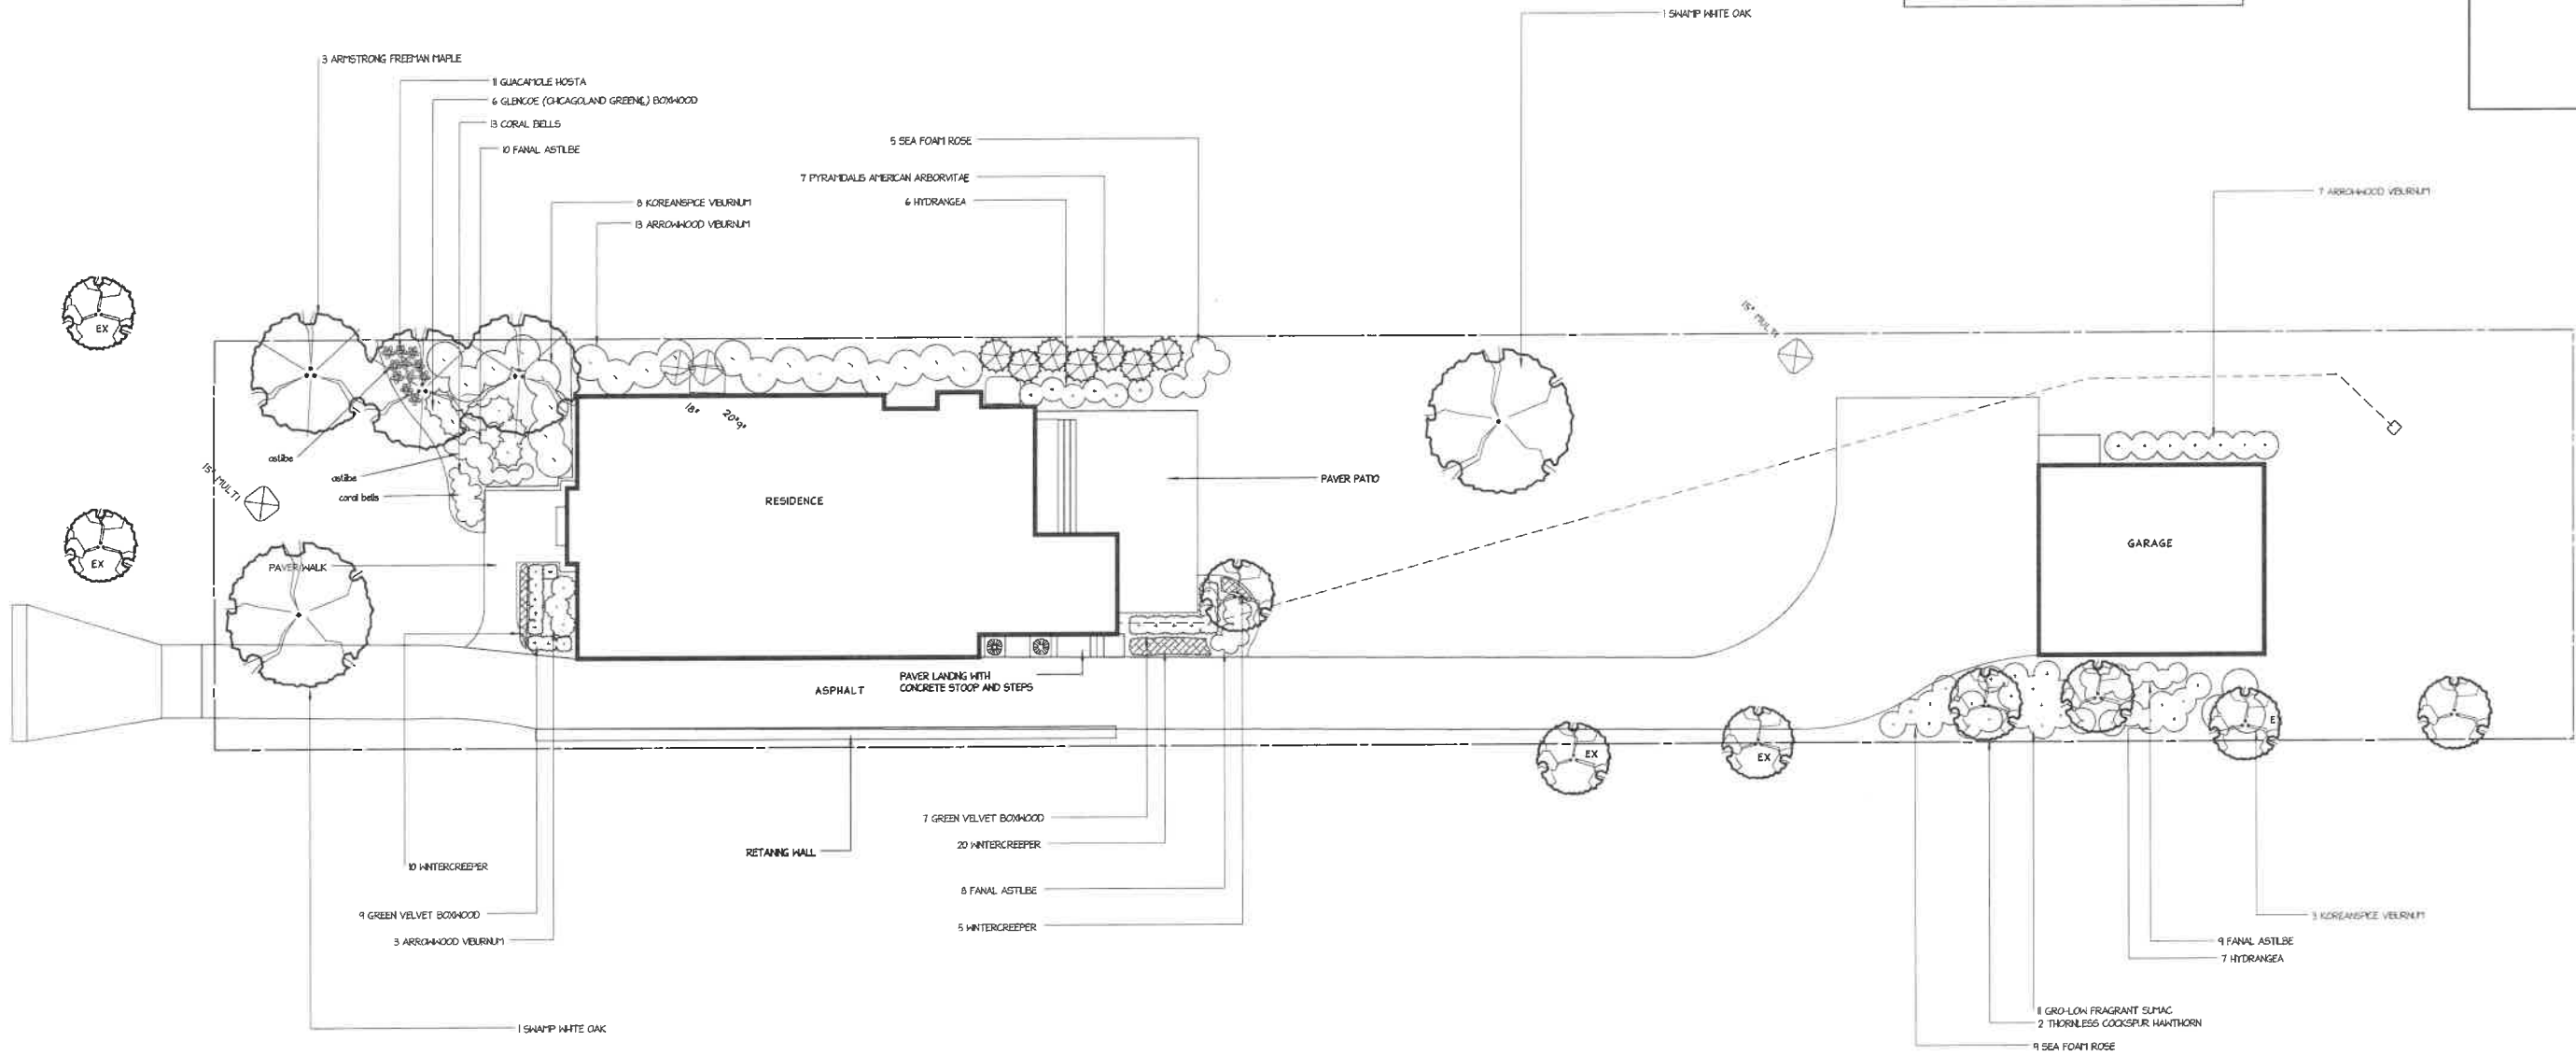 1 SWAMP WHITE OAK
3 ARMSTRONG FREEMAN MAPLE
11 GUACAMOLE HOSTA
6 GLENCOE (CHICAGOLAND GREEN{) BOXWOOD
13 CORAL BELLS
10 FANAL ASTILBE
5 SEA FOAM ROSE
7 PYRAMIDALIS AMERICAN ARBORVITAE
6 HYDRANGEA
8 KOREANSPICE VIBURNUM
13 ARROWWOOD VIBURNUM
7 ARROWWOOD VIBURNUM
EX
15" MULTI
18"
20"9"
astilbe
15" MULTI
astilbe
coral bells
RESIDENCE
PAVER PATIO
GARAGE
EX
PAVER WALK
PAVER LANDING WITH
CONCRETE STOOP AND STEPS
ASPHALT
EX
EX
E
7 GREEN VELVET BOXWOOD
20 WINTERCREEPER
RETAINING WALL
10 WINTERCREEPER
8 FANAL ASTILBE
9 GREEN VELVET BOXWOOD
5 WINTERCREEPER
3 ARROWWOOD VIBURNUM
3 KOREANSPICE VIBURNUM
9 FANAL ASTILBE
7 HYDRANGEA
11 GRO-LOW FRAGRANT SUMAC
2 THORNLESS COCKSPUR HAWTHORN
9 SEA FOAM ROSE
1 SWAMP WHITE OAK